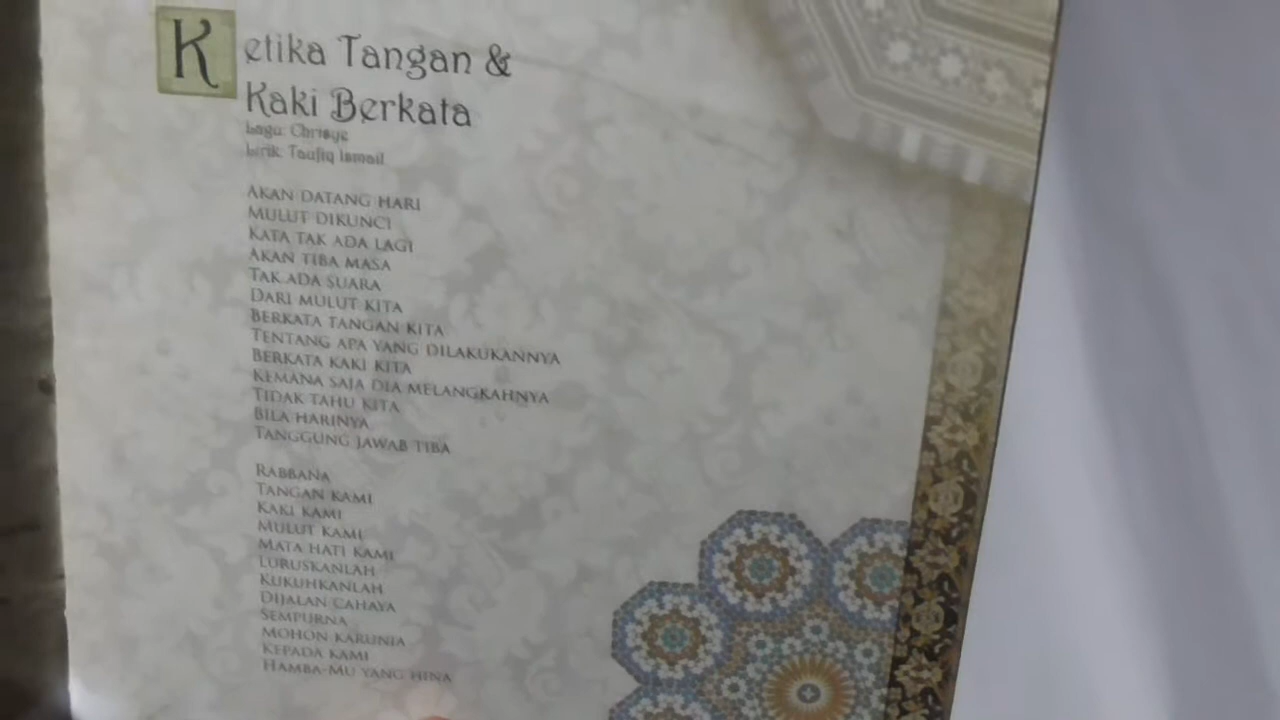 Ketika Tangan &
Kaki Berkata
Lagu: Chrisye
Lirik: Taufiq Ismail
AKAN DATANG HARI
MULUT DIKUNCI
KATA TAK ADA LAGI
AKAN TIBA MASA
TAK ADA SUARA
DARI MULUT KITA
BERKATA TANGAN KITA
TENTANG APA YANG DILAKUKANNYA
BERKATA KAKI KITA
KEMANA SAJA DIA MELANGKAHNYA
TIDAK TAHU KITA
BILA HARINYA
TANGGUNG JAWAB TIBA
RABBANA
TANGAN KAMI
KAKI KAMI
MULUT KAMI
MATA HATI KAMI
LURUSKANLAH
KUKUHKANLAH
DIJALAN CAHAYA
SEMPURNA
MOHON KARUNIA
KEPADA KAMI
HAMBA-MU YANG HINA